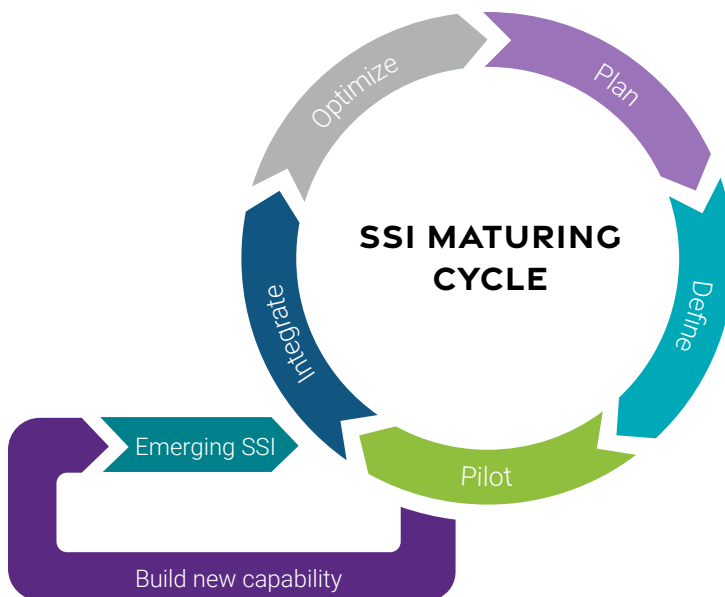 Optimize
Plan
SSI MATURING
CYCLE
Define
Integrate
Emerging SSI
Pilot
Build new capability